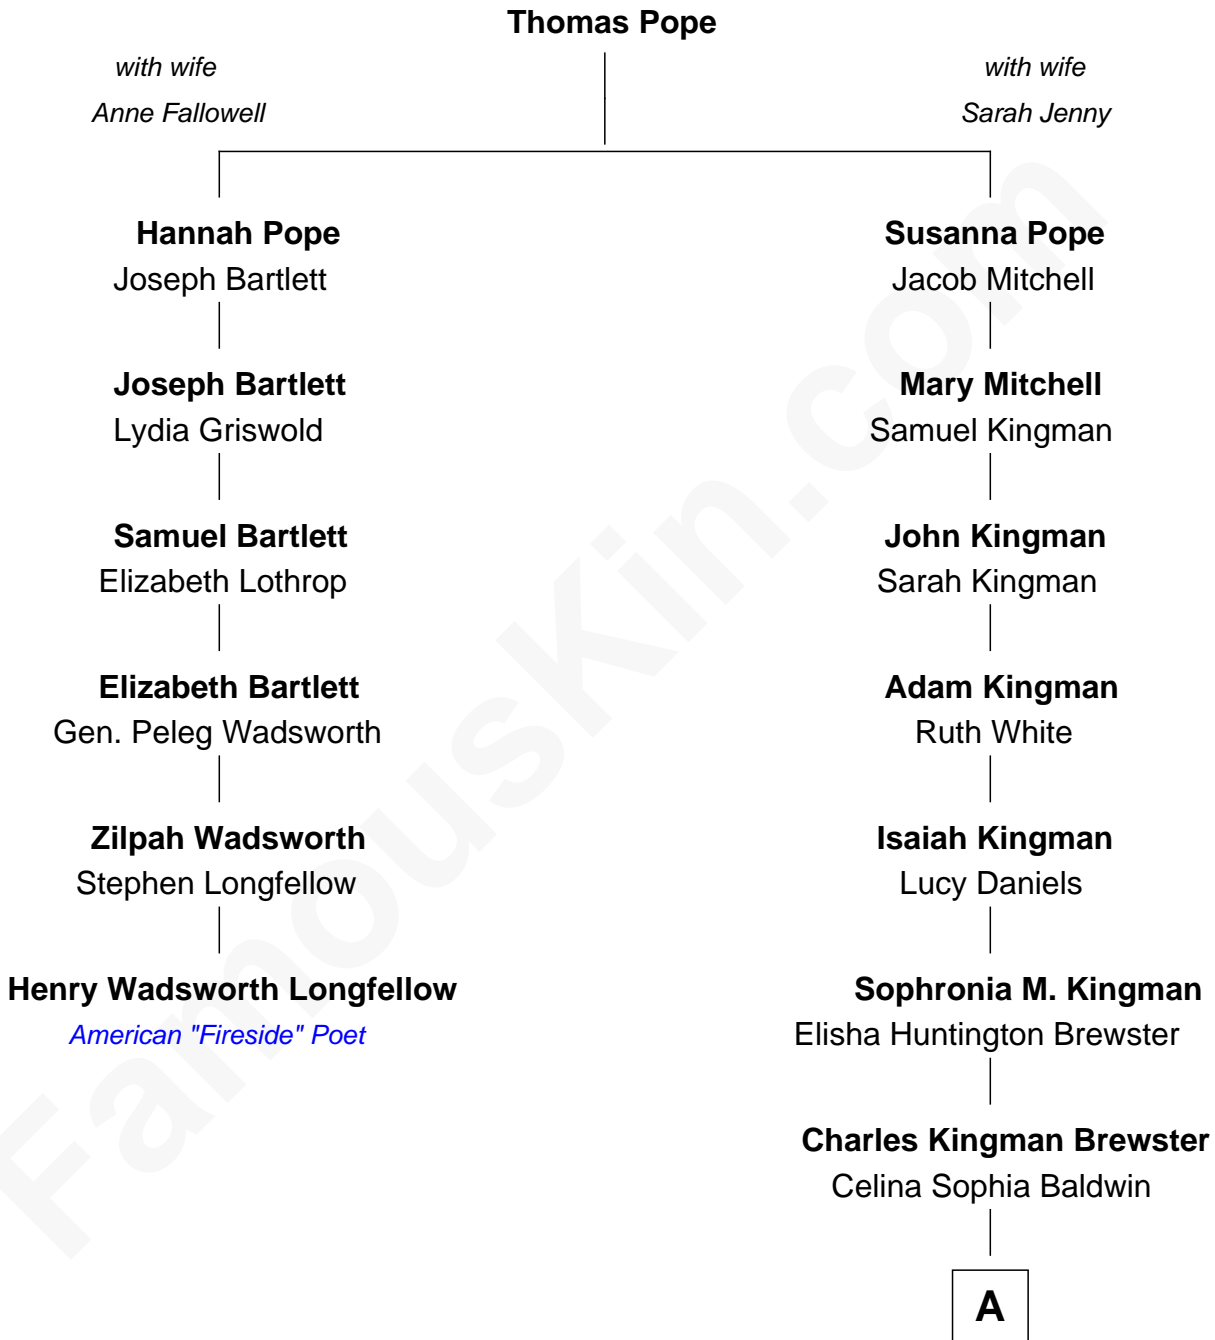 Thomas Pope
with wife
Anne Fallowell
with wife
Sarah Jenny
Hannah Pope
Joseph Bartlett
Susanna Pope
Jacob Mitchell
Joseph Bartlett
Lydia Griswold
Mary Mitchell
Samuel Kingman
Samuel Bartlett
Elizabeth Lothrop
John Kingman
Sarah Kingman
Elizabeth Bartlett
Gen. Peleg Wadsworth
Adam Kingman
Ruth White
Zilpah Wadsworth
Stephen Longfellow
Isaiah Kingman
Lucy Daniels
Henry Wadsworth Longfellow
American "Fireside" Poet
Sophronia M. Kingman
Elisha Huntington Brewster
Charles Kingman Brewster
Celina Sophia Baldwin
A
FamousKin.com